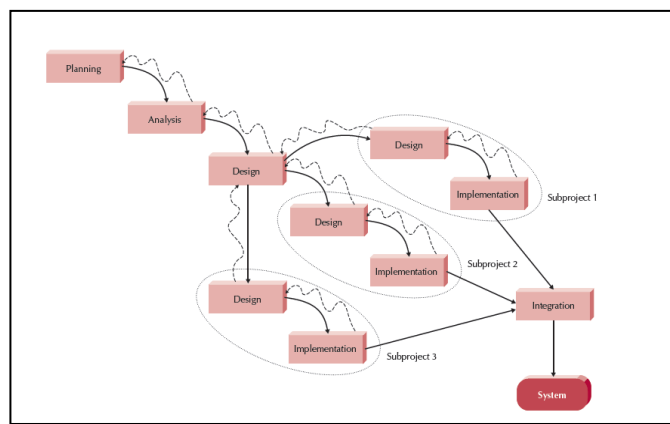 Planning
Analysis
Design
Design
Implementation
Subproject 1
Design
Implementation
Subproject 2
Design
Implementation
Subproject 3
Integration
System